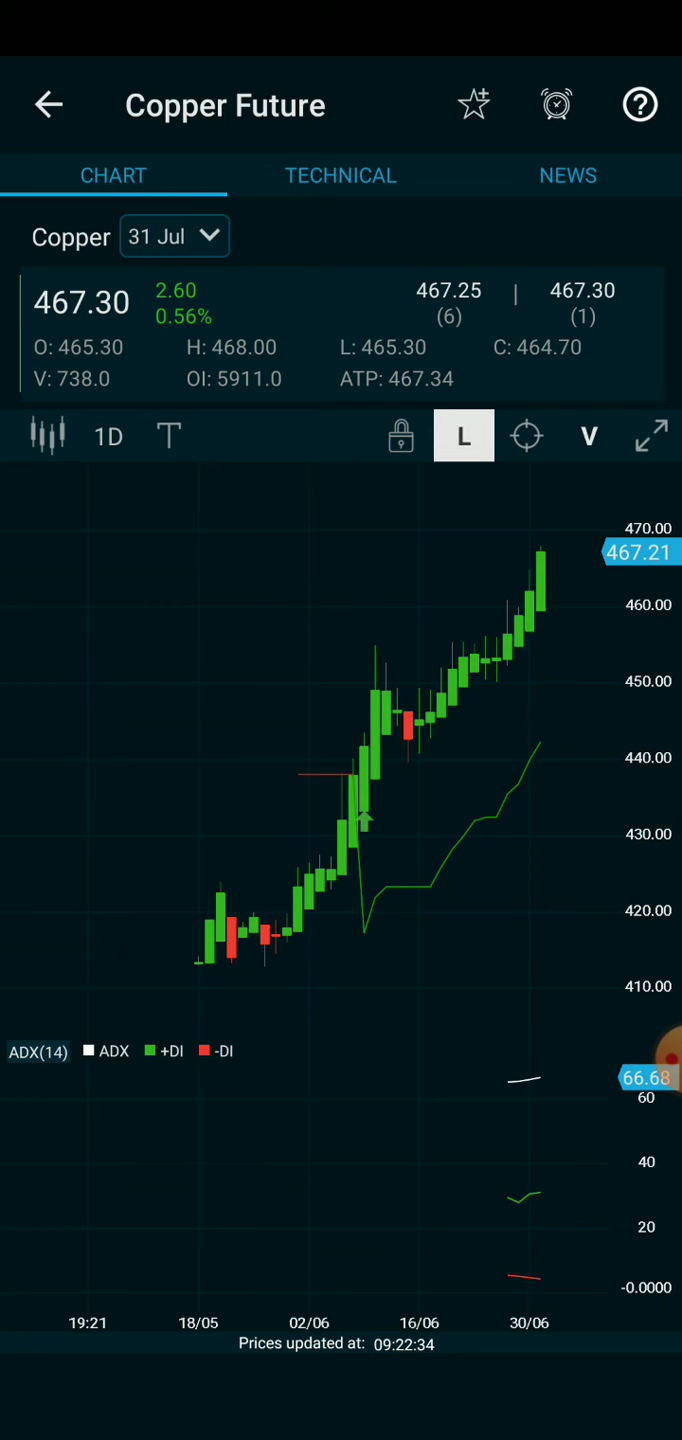 Copper Future
CHART TECHNICAL NEWS
Copper 31 Jul
467.30 2.60 0.56% 467.25 (6) | 467.30 (1)
O: 465.30 H: 468.00 L: 465.30 C: 464.70
V: 738.0 OI: 5911.0 ATP: 467.34
1D T L V
470.00
467.21
460.00
450.00
440.00
430.00
420.00
410.00
ADX(14) ADX +DI -DI
66.68
60
40
20
-0.0000
19:21 18/05 02/06 16/06 30/06
Prices updated at: 09:22:34